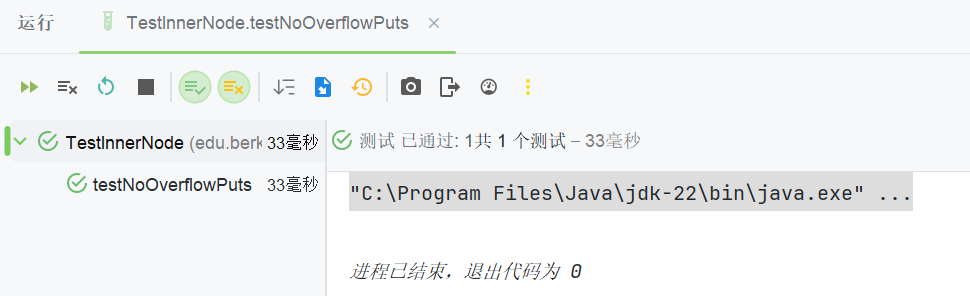 运行 TestInnerNode.testNoOverflowPuts ×
TestInnerNode (edu.berk 33毫秒
测试 已通过: 1共 1 个测试 – 33毫秒
testNoOverflowPuts 33毫秒
"C:\Program Files\Java\jdk-22\bin\java.exe" ...
进程已结束，退出代码为 0